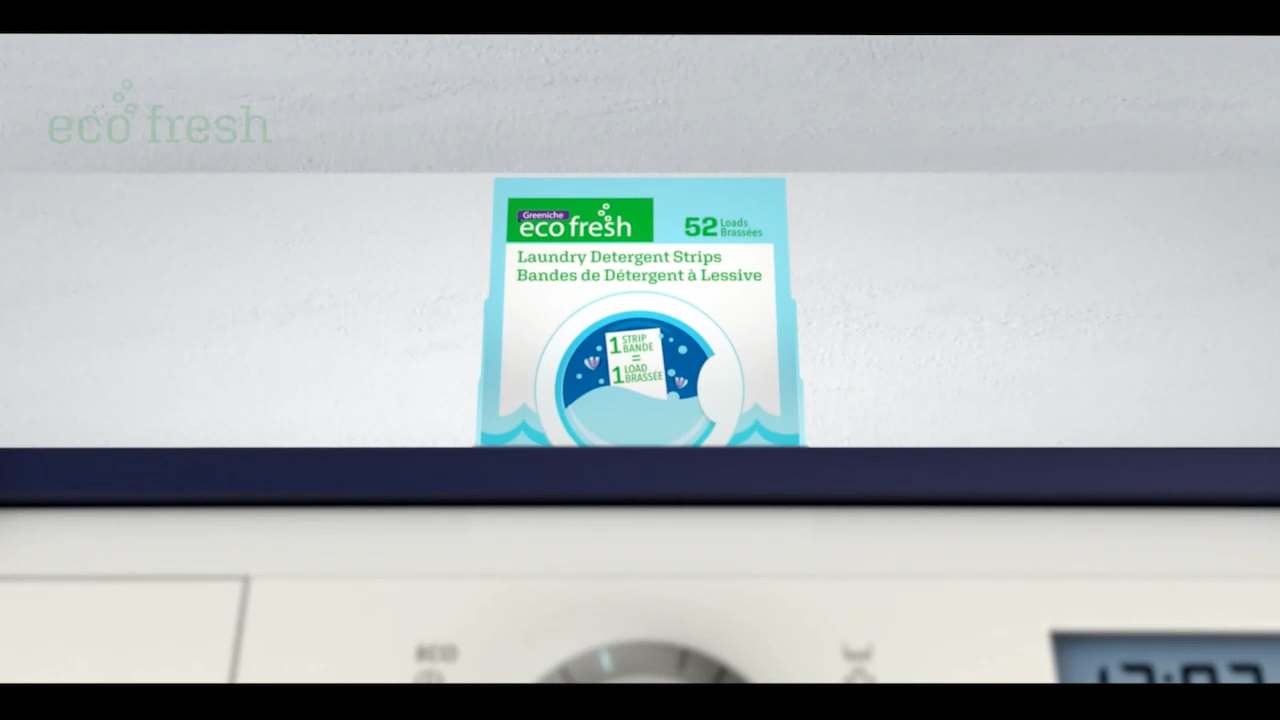 eco fresh
Greeniche
eco fresh
52 Loads
Brassées
Laundry Detergent Strips
Bandes de Détergent à Lessive
1 STRIP
BANDE
=
1 LOAD
BRASSÉE
ECO